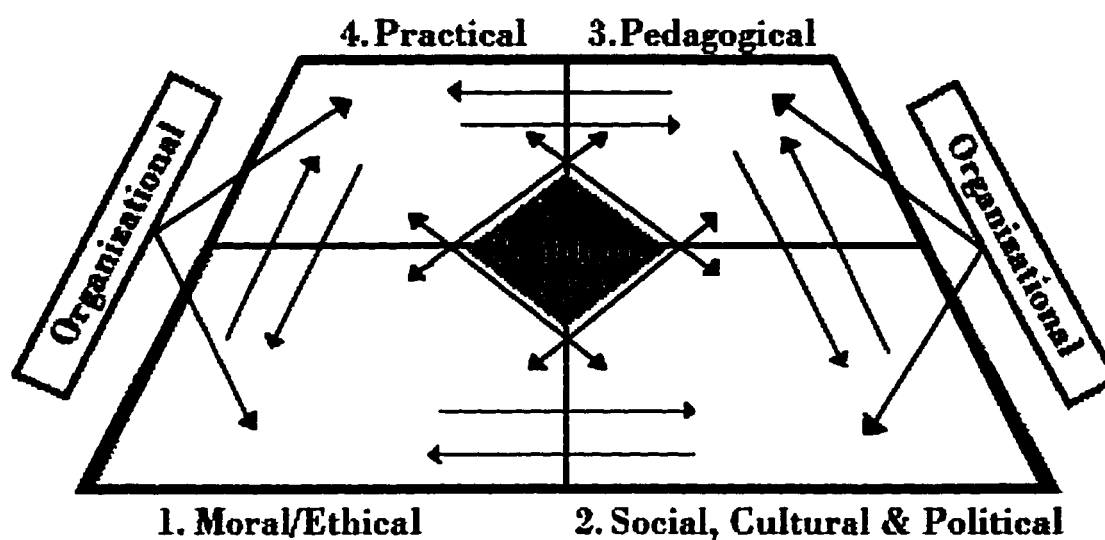 4. Practical
3. Pedagogical
Organizational
Organizational
1. Moral/Ethical
2. Social, Cultural & Political